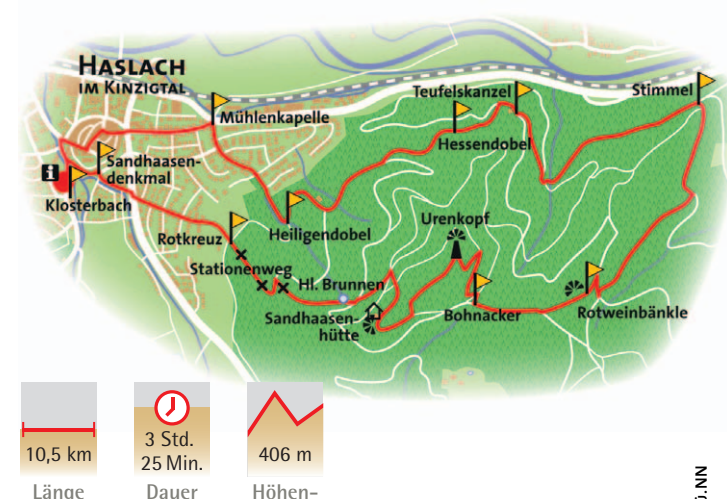 HASLACH
IM KINZIGTAL
Mühlenkapelle
Teufelskanzel
Stimmel
Hessendobel
Sandhaasen-
denkmal
i
Klosterbach
Rotkreuz
Heiligendobel
Urenkopf
Stationenweg
Hl. Brunnen
Sandhaasen-
hütte
Bohnacker
Rotweinbänkle
10,5 km
3 Std.
25 Min.
406 m
Länge
Dauer
Höhen-
ü.NN